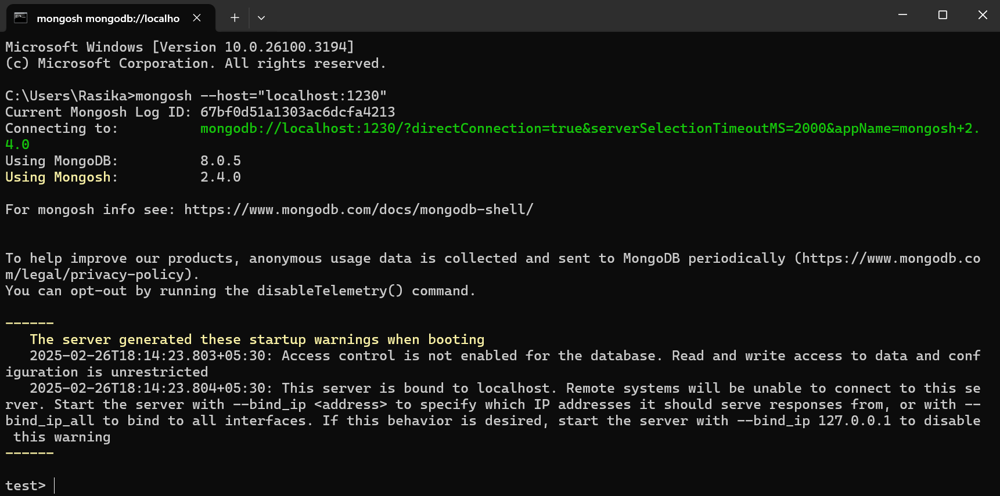 mongosh mongodb://localho
Microsoft Windows [Version 10.0.26100.3194]
(c) Microsoft Corporation. All rights reserved.
C:\Users\Rasika>mongosh --host="localhost:1230"
Current Mongosh Log ID: 67bf0d51a1303ac6dcfa4213
Connecting to:          mongodb://localhost:1230/?directConnection=true&serverSelectionTimeoutMS=2000&appName=mongosh+2.
4.0
Using MongoDB:          8.0.5
Using Mongosh:          2.4.0
For mongosh info see: https://www.mongodb.com/docs/mongodb-shell/
To help improve our products, anonymous usage data is collected and sent to MongoDB periodically (https://www.mongodb.co
m/legal/privacy-policy).
You can opt-out by running the disableTelemetry() command.
------
   The server generated these startup warnings when booting
   2025-02-26T18:14:23.803+05:30: Access control is not enabled for the database. Read and write access to data and conf
iguration is unrestricted
   2025-02-26T18:14:23.804+05:30: This server is bound to localhost. Remote systems will be unable to connect to this se
rver. Start the server with --bind_ip <address> to specify which IP addresses it should serve responses from, or with --
bind_ip_all to bind to all interfaces. If this behavior is desired, start the server with --bind_ip 127.0.0.1 to disable
 this warning
------
test>